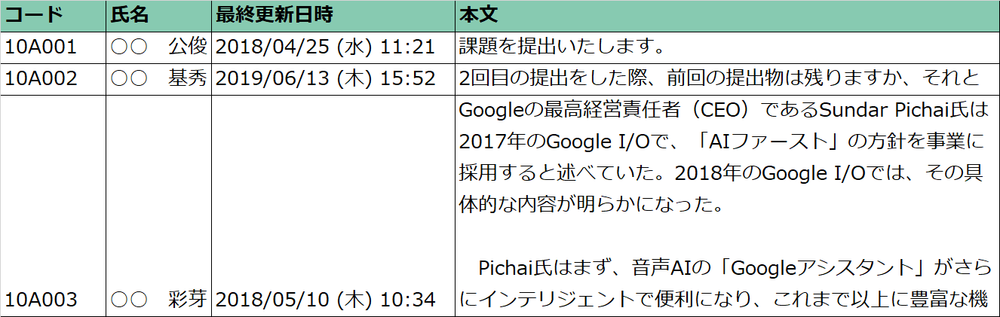 コード 氏名 最終更新日時 本文
10A001 ○○　公俊 2018/04/25 (水) 11:21 課題を提出いたします。
10A002 ○○　基秀 2019/06/13 (木) 15:52 2回目の提出をした際、前回の提出物は残りますか、それと
Googleの最高経営責任者（CEO）であるSundar Pichai氏は
2017年のGoogle I/Oで、「AIファースト」の方針を事業に
採用すると述べていた。2018年のGoogle I/Oでは、その具
体的な内容が明らかになった。
　Pichai氏はまず、音声AIの「Googleアシスタント」がさら
10A003 ○○　彩芽 2018/05/10 (木) 10:34 にインテリジェントで便利になり、これまで以上に豊富な機